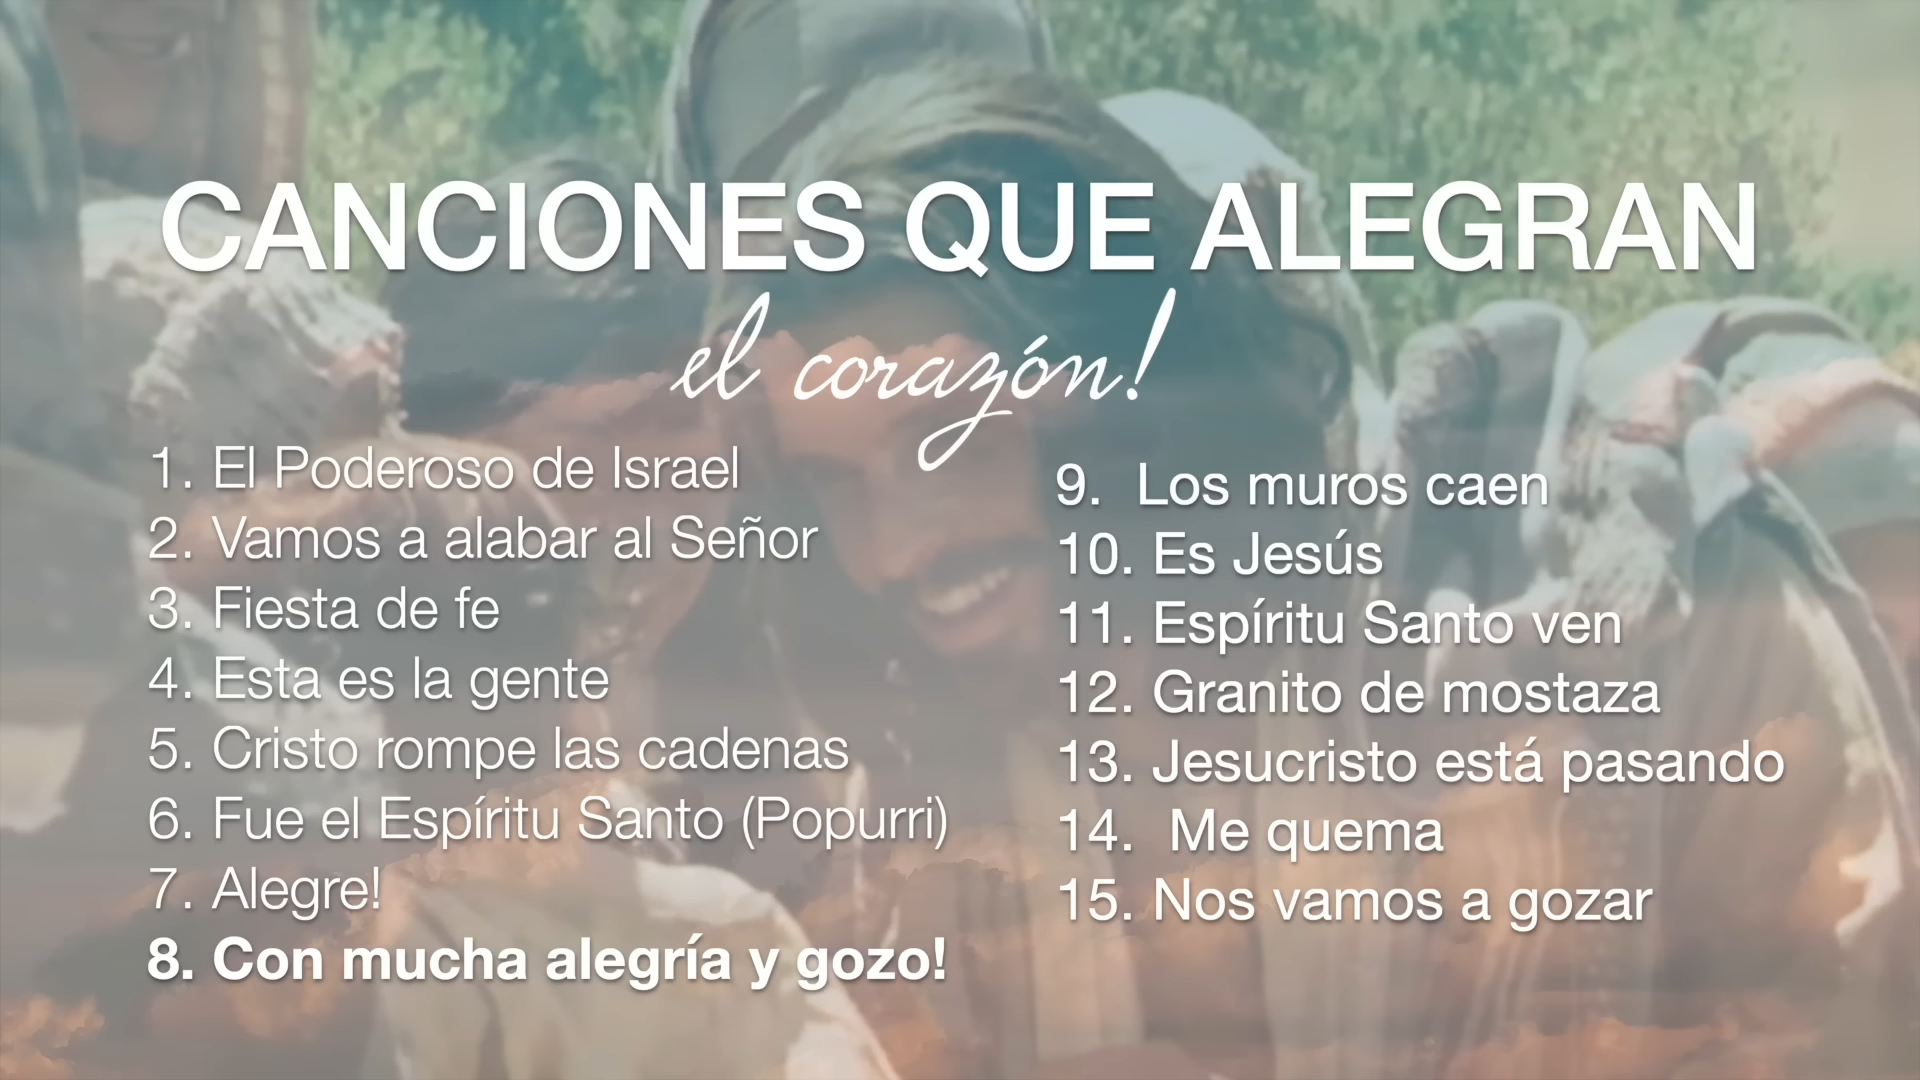 CANCIONES QUE ALEGRAN
el corazón!
1. El Poderoso de Israel
2. Vamos a alabar al Señor
3. Fiesta de fe
4. Esta es la gente
5. Cristo rompe las cadenas
6. Fue el Espíritu Santo (Popurri)
7. Alegre!
8. Con mucha alegría y gozo!
9. Los muros caen
10. Es Jesús
11. Espíritu Santo ven
12. Granito de mostaza
13. Jesucristo está pasando
14. Me quema
15. Nos vamos a gozar